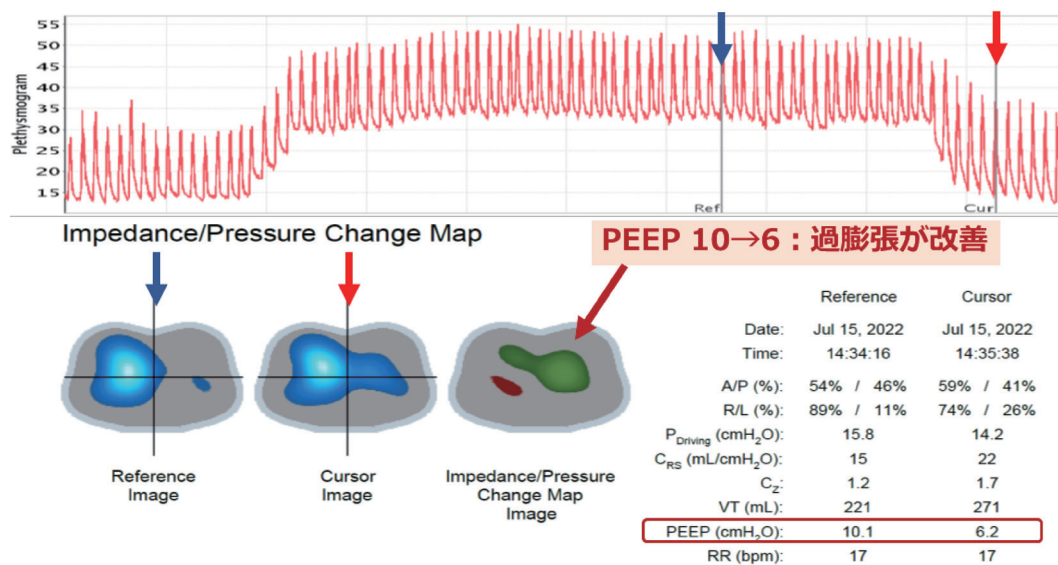 Plethysmogram
55
50
45
40
35
30
25
20
15
Ref
Cur
Impedance/Pressure Change Map
PEEP 10→6：過膨張が改善
Reference Image
Cursor Image
Impedance/Pressure Change Map Image
Reference Cursor
Date: Jul 15, 2022 Jul 15, 2022
Time: 14:34:16 14:35:38
A/P (%): 54% / 46% 59% / 41%
R/L (%): 89% / 11% 74% / 26%
PDriving (cmH2O): 15.8 14.2
CRS (mL/cmH2O): 15 22
CZ: 1.2 1.7
VT (mL): 221 271
PEEP (cmH2O): 10.1 6.2
RR (bpm): 17 17